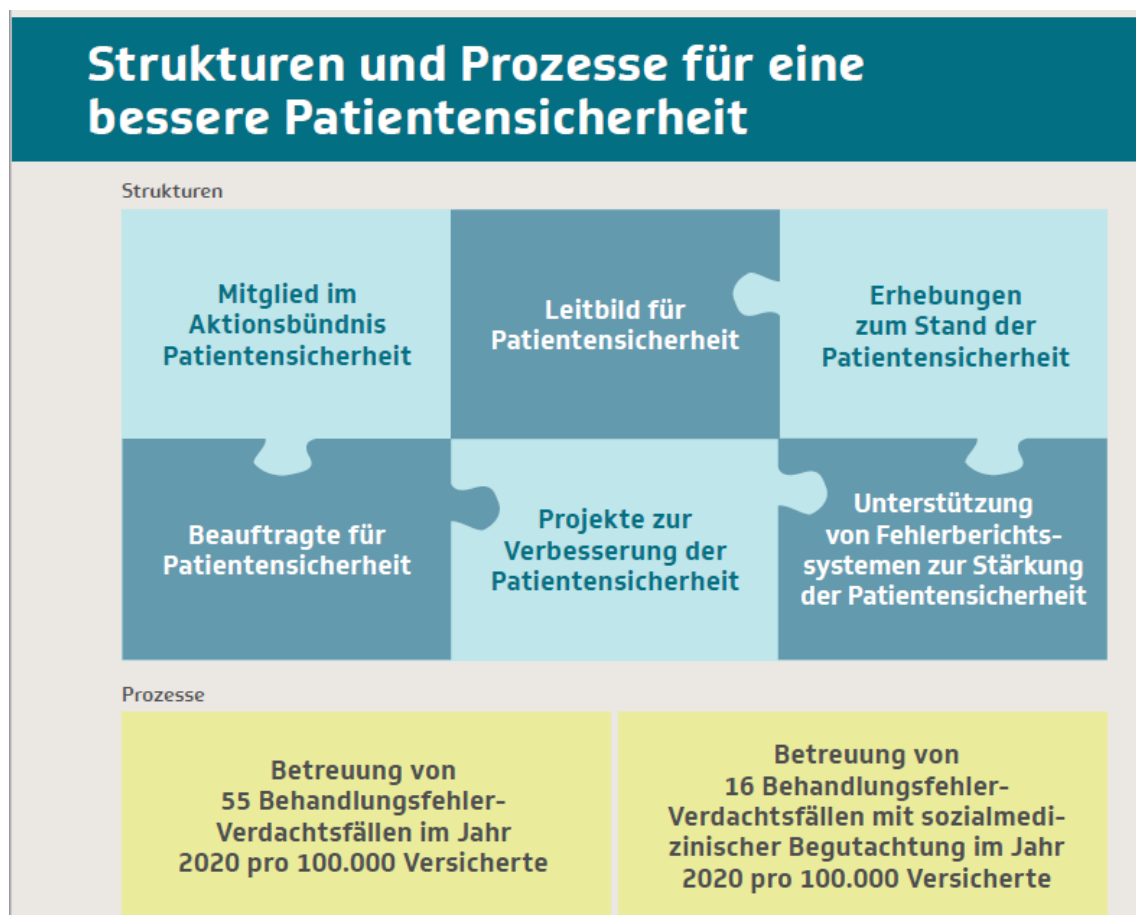 Strukturen und Prozesse für eine
bessere Patientensicherheit
Strukturen
Mitglied im
Aktionsbündnis
Patientensicherheit
Leitbild für
Patientensicherheit
Erhebungen
zum Stand der
Patientensicherheit
Beauftragte für
Patientensicherheit
Projekte zur
Verbesserung der
Patientensicherheit
Unterstützung
von Fehlerberichts-
systemen zur Stärkung
der Patientensicherheit
Prozesse
Betreuung von
55 Behandlungsfehler-
Verdachtsfällen im Jahr
2020 pro 100.000 Versicherte
Betreuung von
16 Behandlungsfehler-
Verdachtsfällen mit sozialmedi-
zinischer Begutachtung im Jahr
2020 pro 100.000 Versicherte